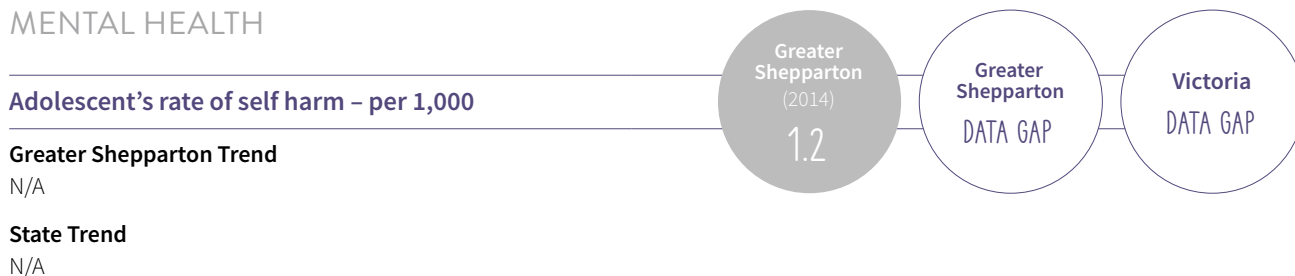 MENTAL HEALTH
Adolescent's rate of self harm – per 1,000
Greater Shepparton Trend
N/A
State Trend
N/A
Greater
Shepparton
(2014)
1.2
Greater
Shepparton
DATA GAP
Victoria
DATA GAP